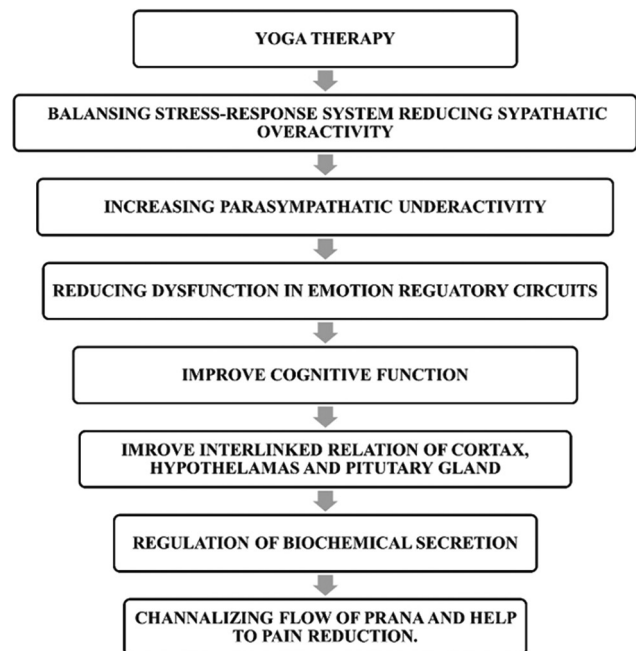 YOGA THERAPY
BALANSING STRESS-RESPONSE SYSTEM REDUCING SYPATHATIC
OVERACTIVITY
INCREASING PARASYMPATHATIC UNDERACTIVITY
REDUCING DYSFUNCTION IN EMOTION REGUATORY CIRCUITS
IMPROVE COGNITIVE FUNCTION
IMROVE INTERLINKED RELATION OF CORTAX,
HYPOTHELAMAS AND PITUTARY GLAND
REGULATION OF BIOCHEMICAL SECRETION
CHANNALIZING FLOW OF PRANA AND HELP
TO PAIN REDUCTION.